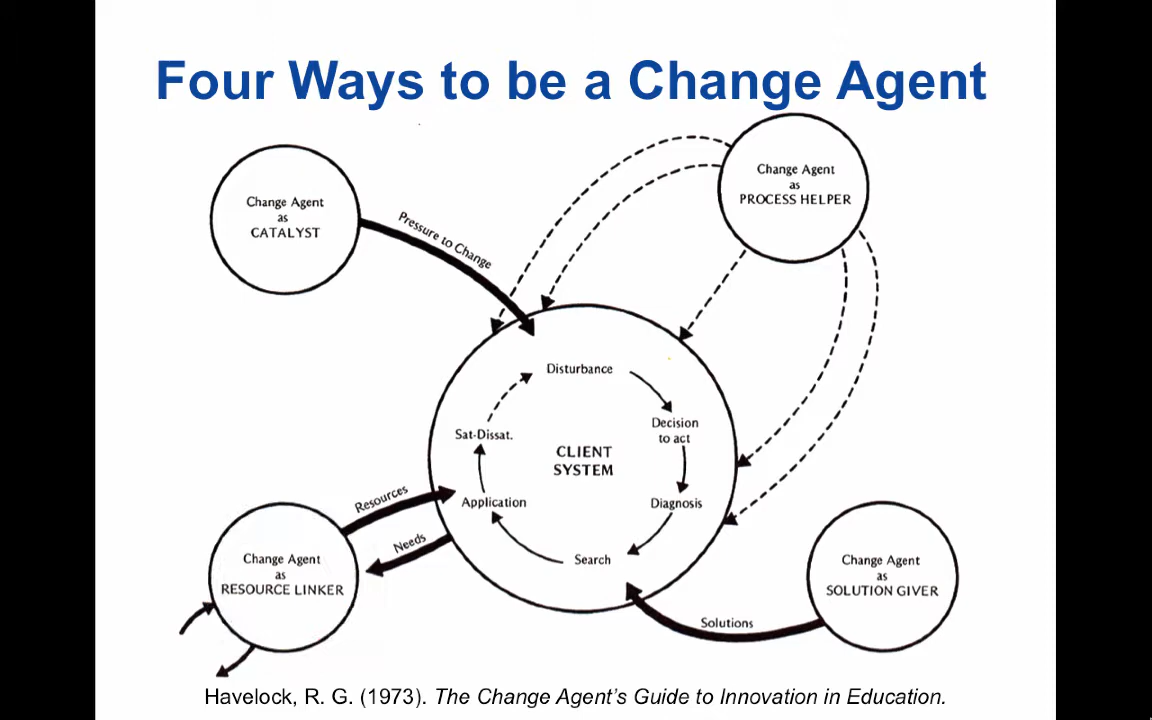 Four Ways to be a Change Agent
Change Agent
as
CATALYST
Pressure to Change
Change Agent
as
PROCESS HELPER
Disturbance
Decision
to act
Diagnosis
Search
Application
Sat-Dissat.
CLIENT
SYSTEM
Resources
Needs
Change Agent
as
RESOURCE LINKER
Change Agent
as
SOLUTION GIVER
Solutions
Havelock, R. G. (1973). The Change Agent’s Guide to Innovation in Education.